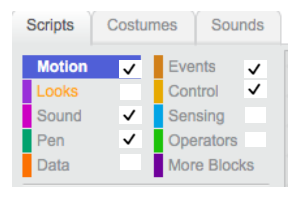 Scripts Costumes Sounds
Motion Events
Looks Control
Sound Sensing
Pen Operators
Data More Blocks